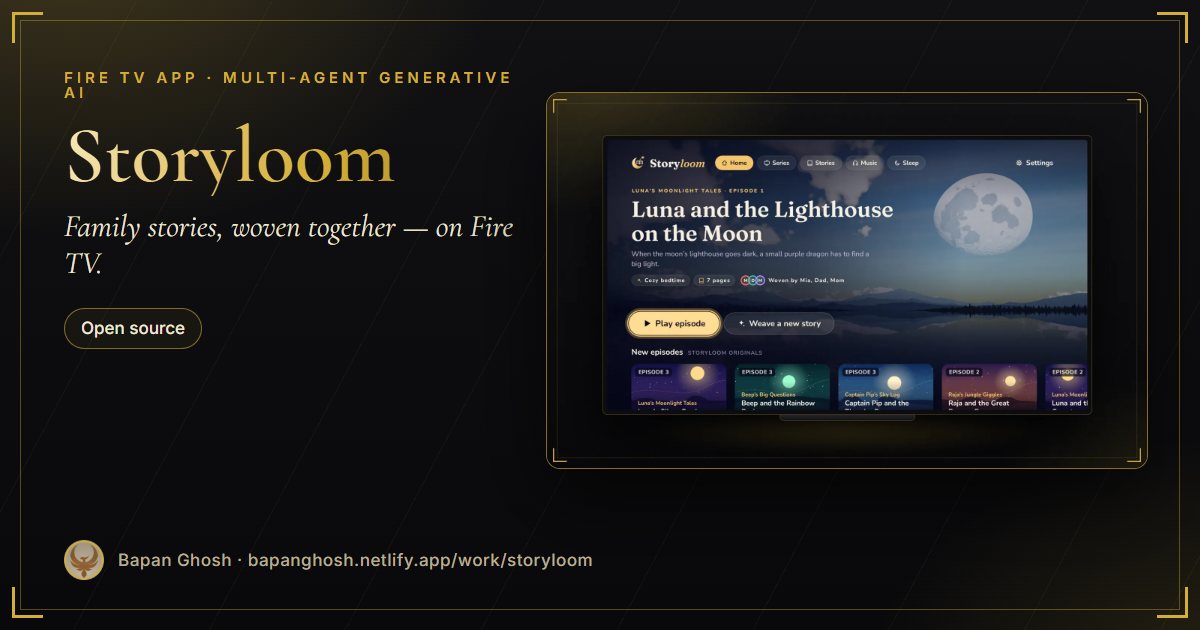 FIRE TV APP · MULTI-AGENT GENERATIVE
AI
Storyloom
Family stories, woven together — on Fire
TV.
Open source
Storyloom
Home
Series
Stories
Music
Sleep
Settings
LUNA'S MOONLIGHT TALES · EPISODE 1
Luna and the Lighthouse
on the Moon
When the moon's lighthouse goes dark, a small purple dragon has to find a
big light.
Cozy bedtime
7 pages
Woven by Mia, Dad, Mom
Play episode
Weave a new story
New episodes STORYLOOM ORIGINALS
EPISODE 3
Luna's Moonlight Tales
EPISODE 3
Beep's Big Questions
Beep and the Rainbow
EPISODE 3
Captain Pip's Sky Log
Captain Pip and the
EPISODE 2
Raja's Jungle Giggles
Raja and the Great
EPISODE 2
Bapan Ghosh · bapanghosh.netlify.app/work/storyloom